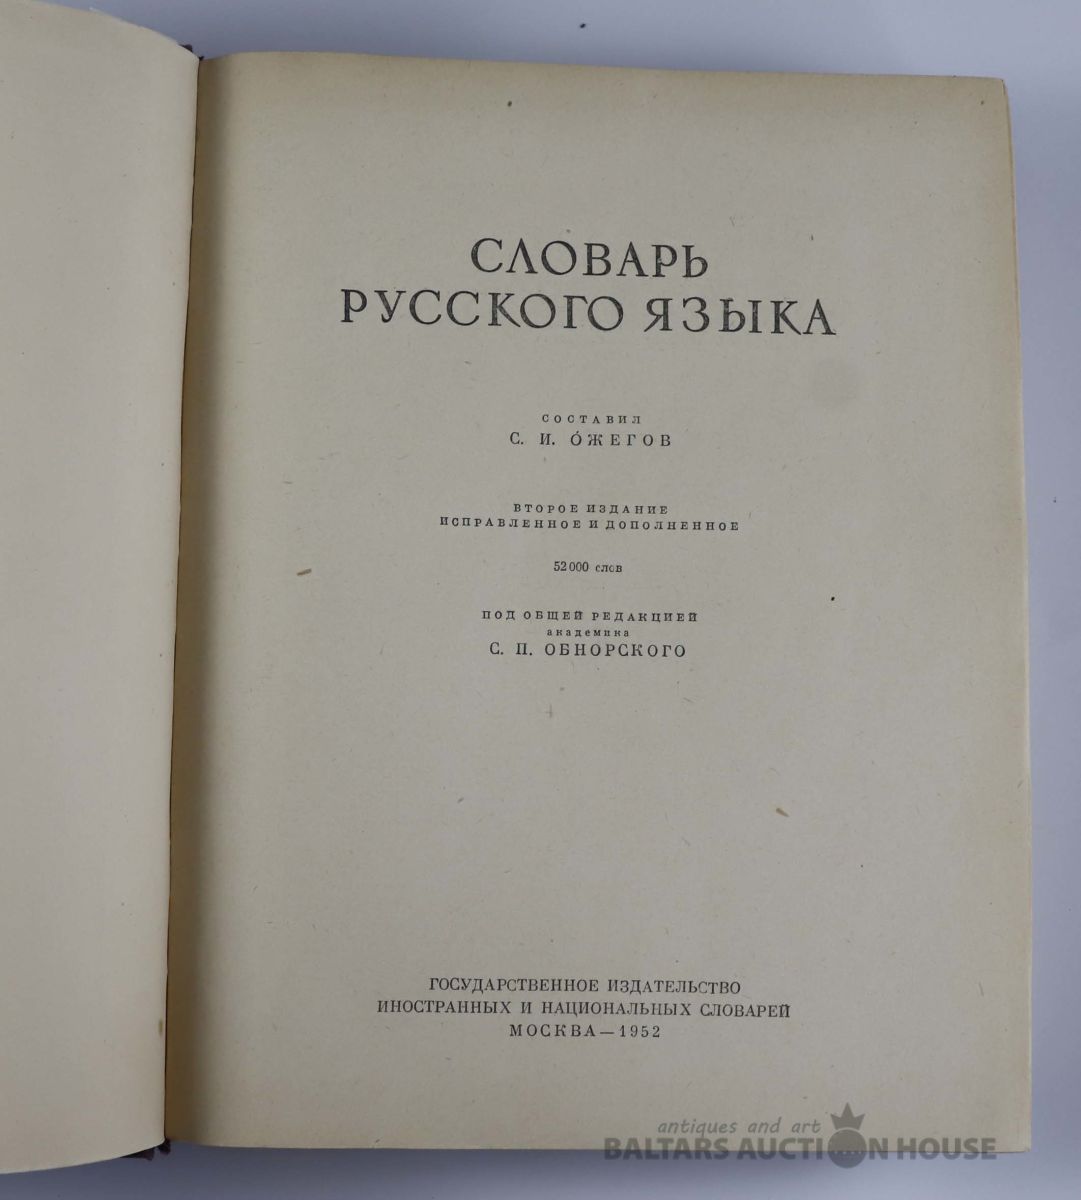 СЛОВАРЬ
РУССКОГО ЯЗЫКА
СОСТАВИЛ
С. И. О́ЖЕГОВ
ВТОРОЕ ИЗДАНИЕ
ИСПРАВЛЕННОЕ И ДОПОЛНЕННОЕ
52 000 слов
ПОД ОБЩЕЙ РЕДАКЦИЕЙ
академика
С. П. ОБНОРСКОГО
ГОСУДАРСТВЕННОЕ ИЗДАТЕЛЬСТВО
ИНОСТРАННЫХ И НАЦИОНАЛЬНЫХ СЛОВАРЕЙ
МОСКВА — 1952
antiques and art
BALTARS AUCTION HOUSE